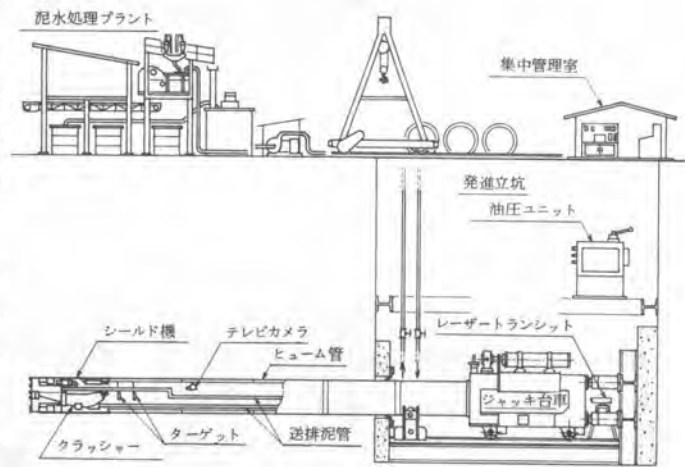 泥水処理プラント
集中管理室
発進立坑
油圧ユニット
シールド機
テレビカメラ
ヒューム管
レーザートランシット
ジャッキ台車
クラッシャー
ターゲット
送排泥管